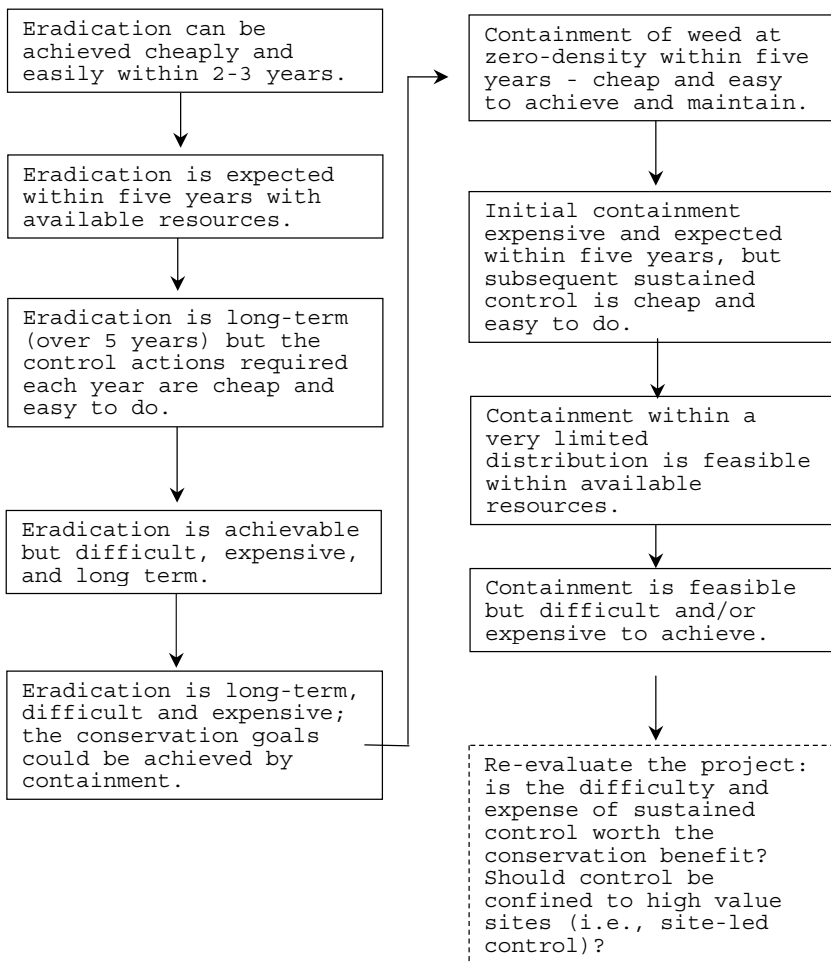 Eradication can be
achieved cheaply and
easily within 2-3 years.
Eradication is expected
within five years with
available resources.
Eradication is long-term
(over 5 years) but the
control actions required
each year are cheap and
easy to do.
Eradication is achievable
but difficult, expensive,
and long term.
Eradication is long-term,
difficult and expensive;
the conservation goals
could be achieved by
containment.
Containment of weed at
zero-density within five
years - cheap and easy
to achieve and maintain.
Initial containment
expensive and expected
within five years, but
subsequent sustained
control is cheap and
easy to do.
Containment within a
very limited
distribution is feasible
within available
resources.
Containment is feasible
but difficult and/or
expensive to achieve.
Re-evaluate the project:
is the difficulty and
expense of sustained
control worth the
conservation benefit?
Should control be
confined to high value
sites (i.e., site-led
control)?